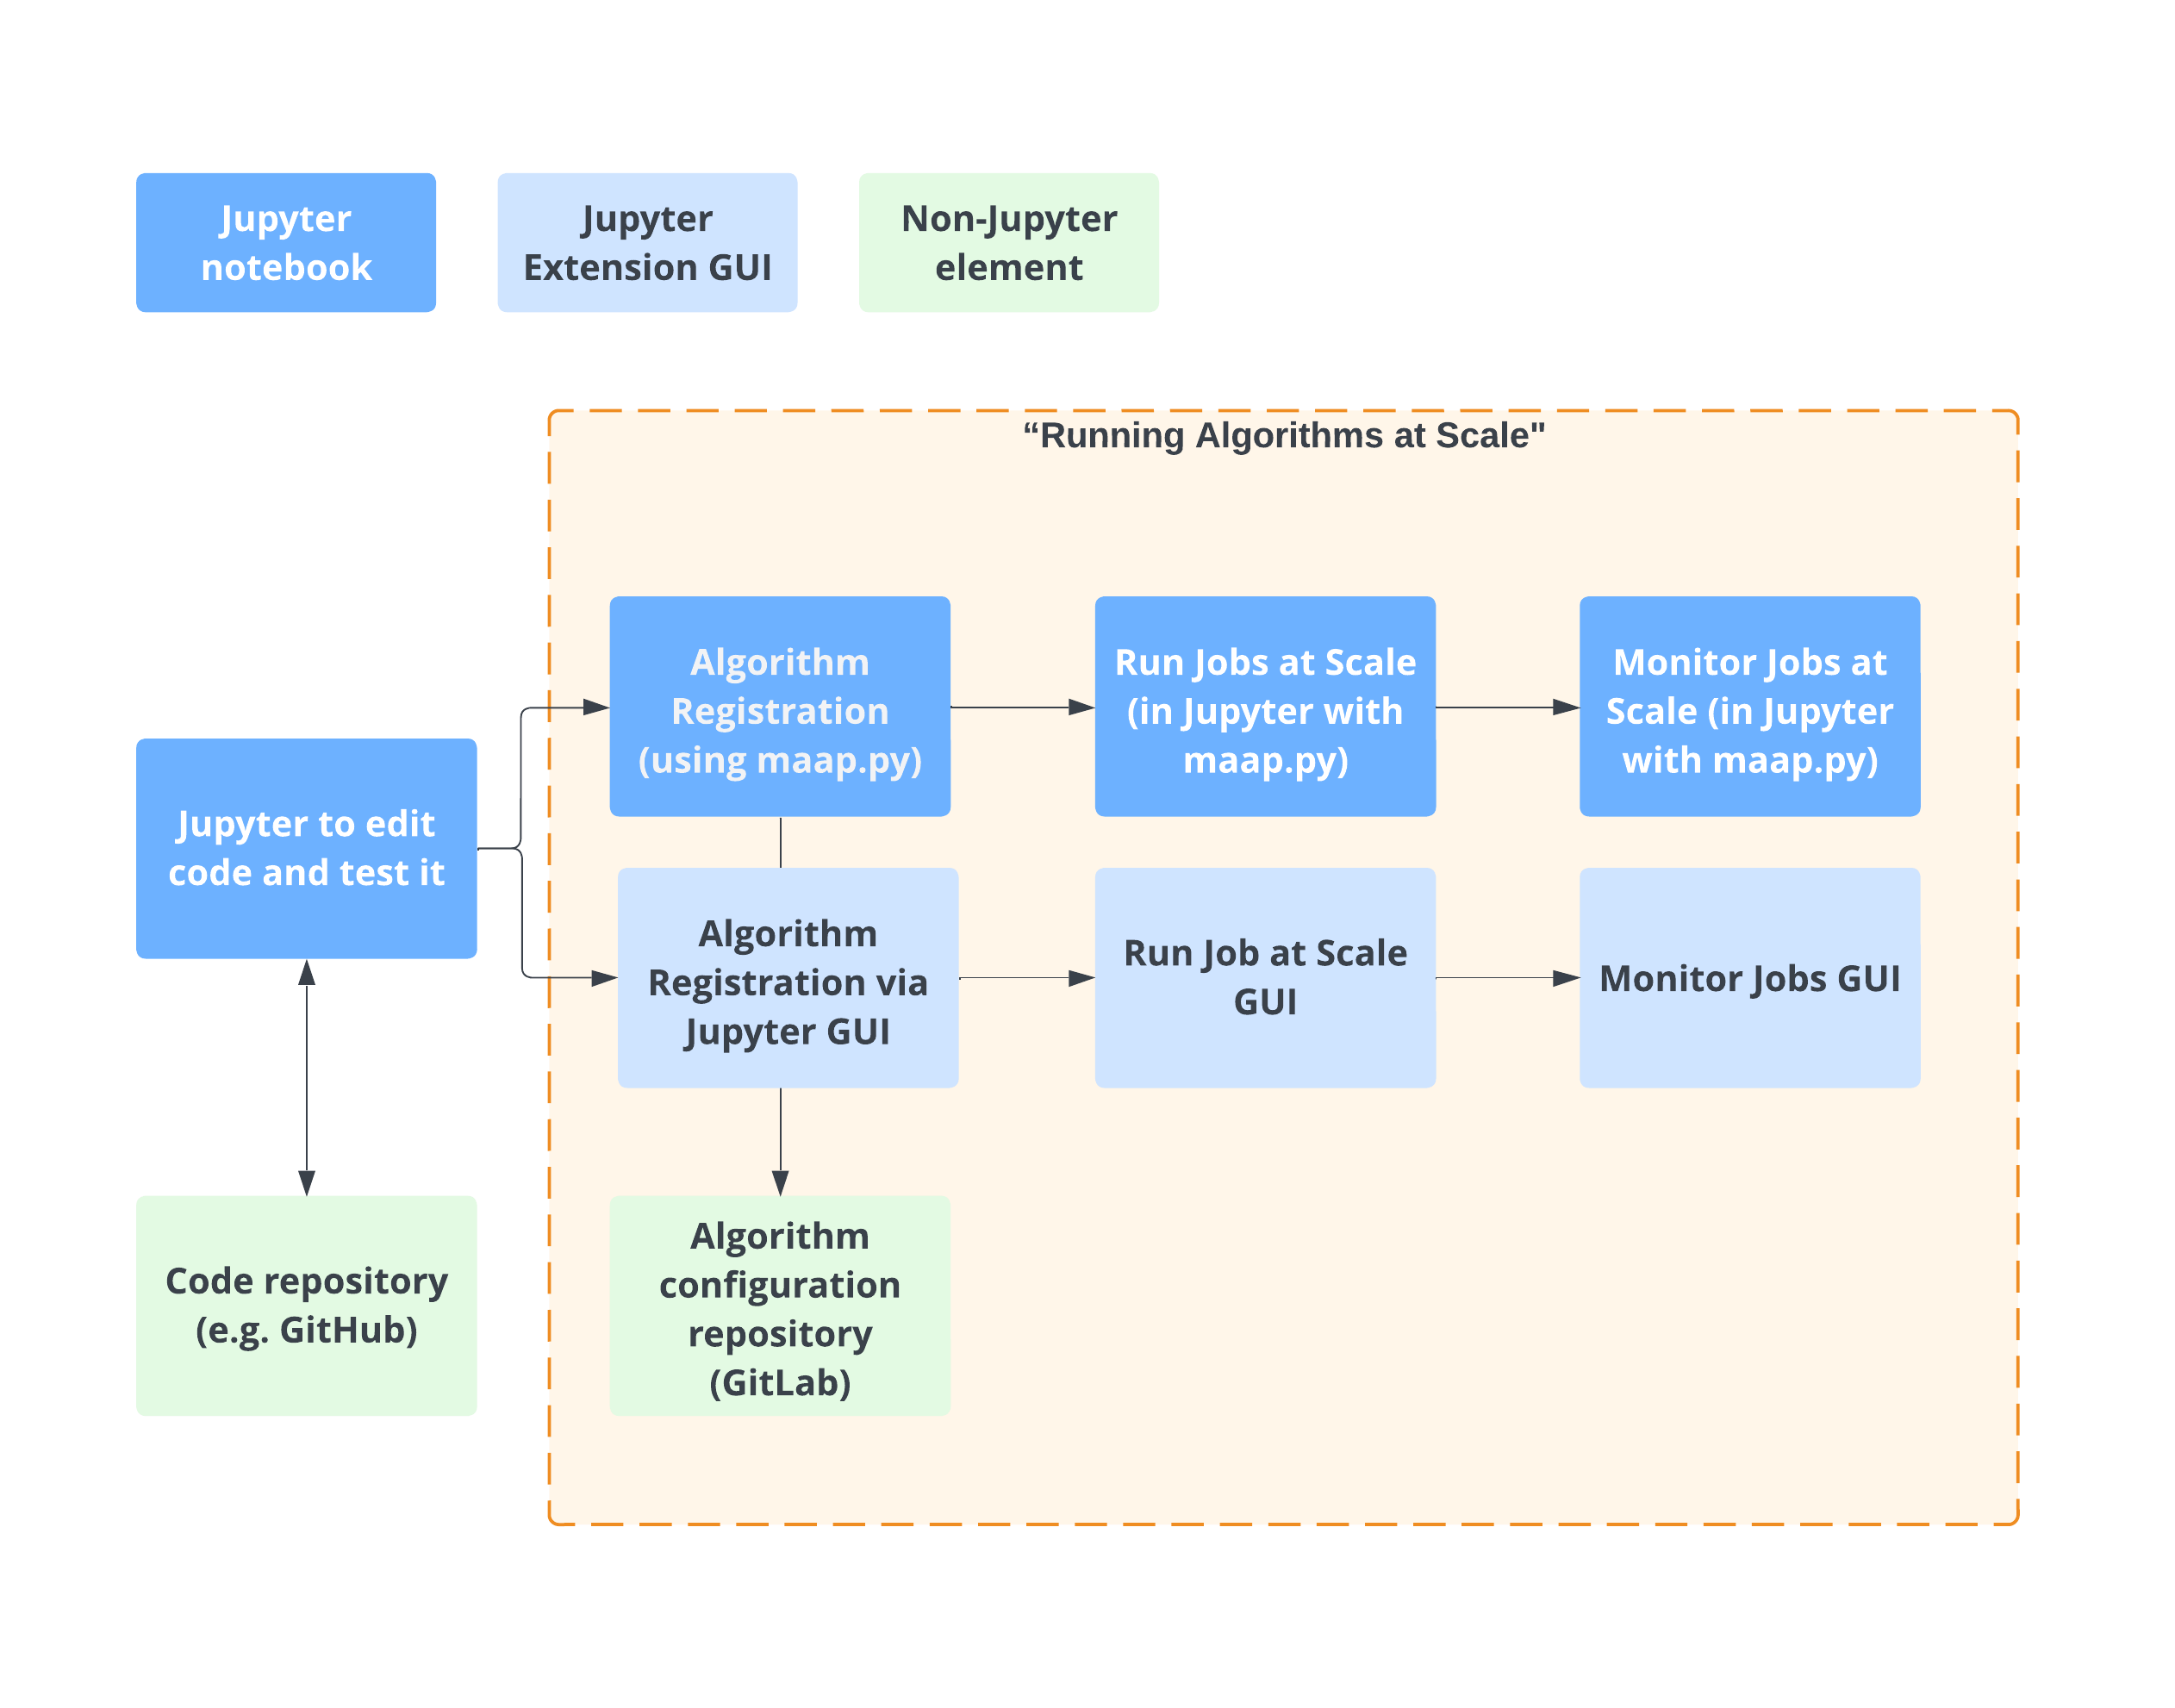 Jupyter
notebook
Jupyter
Extension GUI
Non-Jupyter
element
“Running Algorithms at Scale"
Algorithm
Registration
(using maap.py)
Run Jobs at Scale
(in Jupyter with
maap.py)
Monitor Jobs at
Scale (in Jupyter
with maap.py)
Jupyter to edit
code and test it
Algorithm
Registration via
Jupyter GUI
Run Job at Scale
GUI
Monitor Jobs GUI
Code repository
(e.g. GitHub)
Algorithm
configuration
repository
(GitLab)